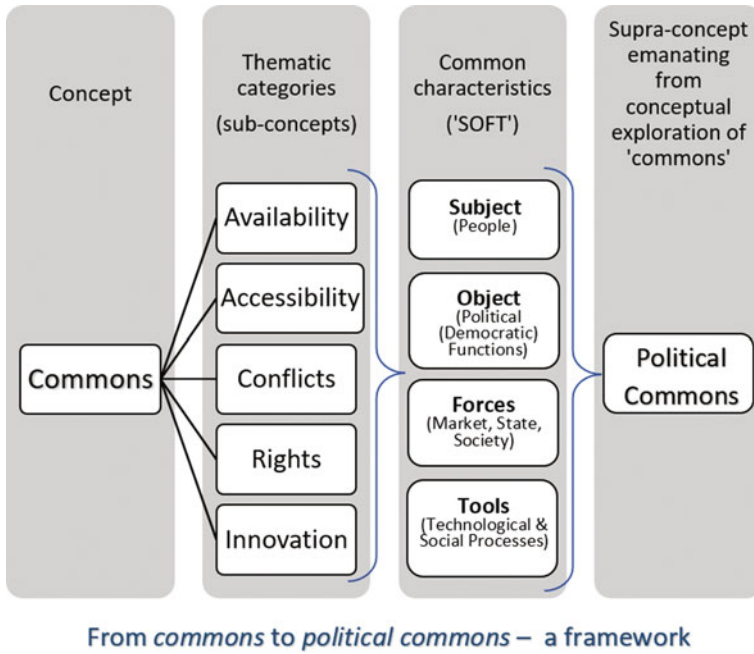 Concept
Commons
Thematic
categories
(sub-concepts)
Availability
Accessibility
Conflicts
Rights
Innovation
Common
characteristics
('SOFT')
Subject
(People)
Object
(Political
(Democratic)
Functions)
Forces
(Market, State,
Society)
Tools
(Technological &
Social Processes)
Supra-concept
emanating
from
conceptual
exploration of
'commons'
Political
Commons
From commons to political commons – a framework